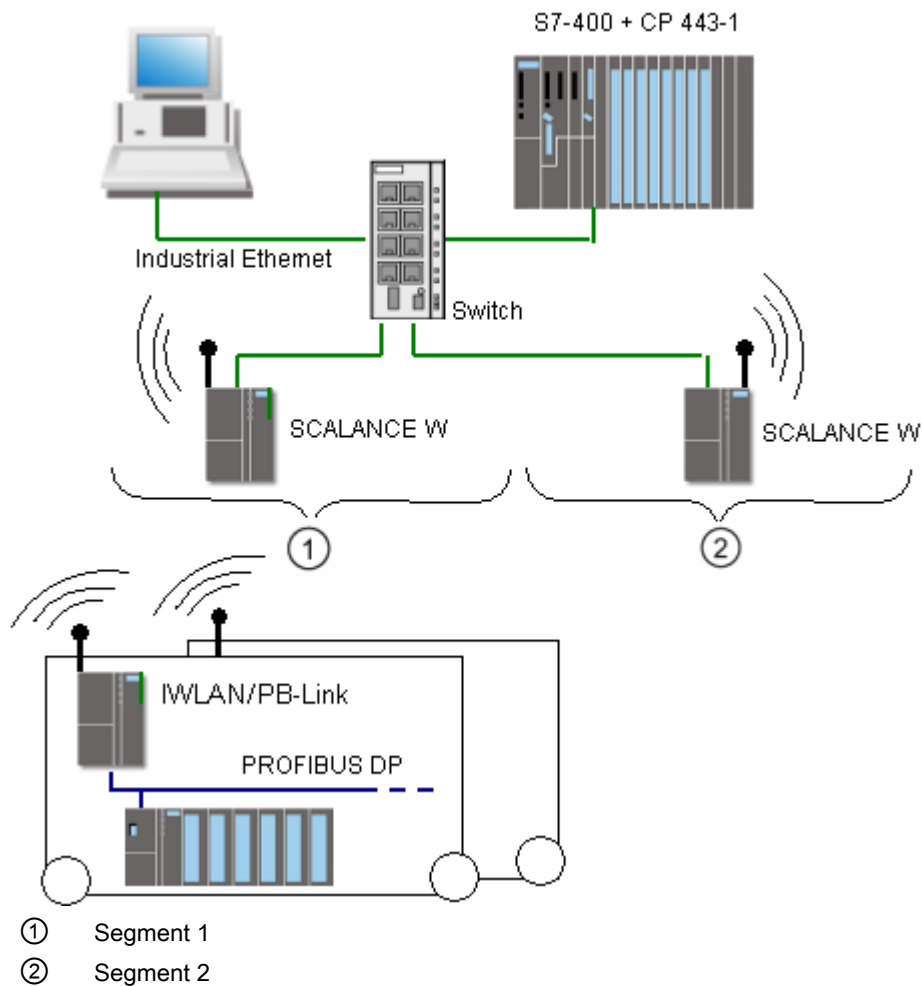 S7-400 + CP 443-1
Industrial Ethernet
Switch
SCALANCE W
SCALANCE W
1
2
IWLAN/PB-Link
PROFIBUS DP
① Segment 1
② Segment 2